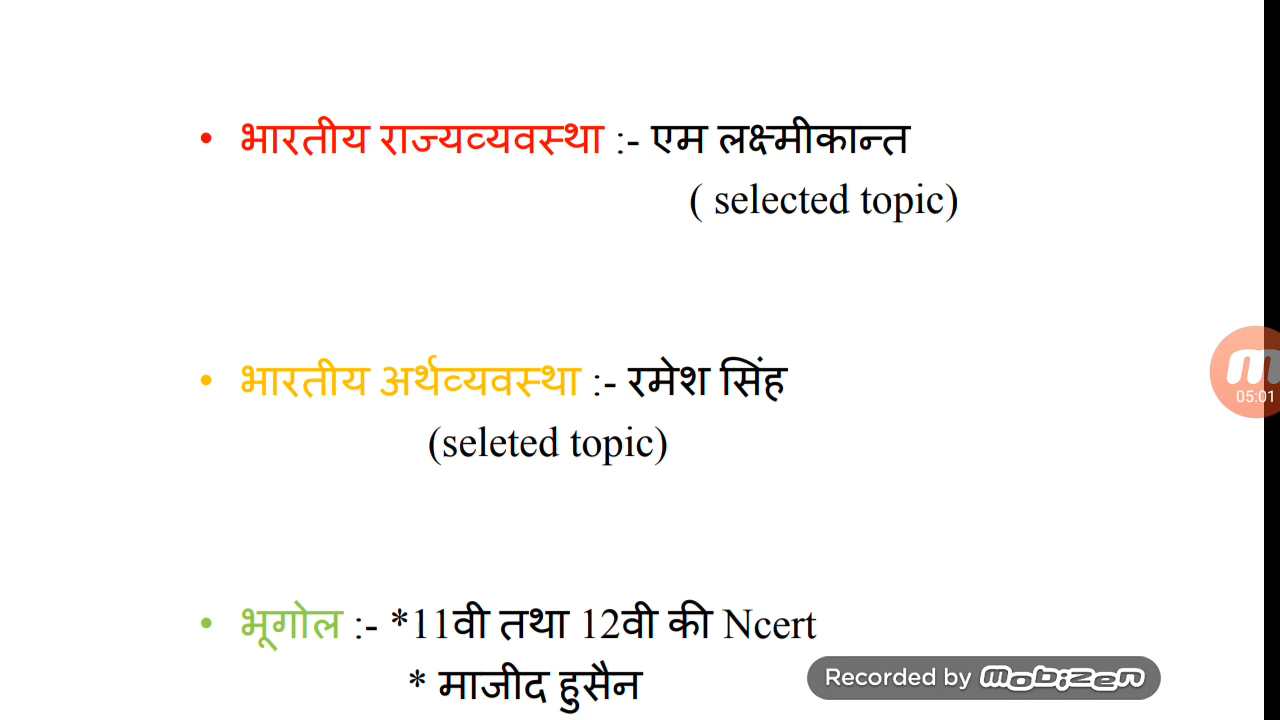 • भारतीय राज्यव्यवस्था :- एम लक्ष्मीकान्त
( selected topic)
• भारतीय अर्थव्यवस्था :- रमेश सिंह
(seleted topic)
05:01
• भूगोल :- *11वी तथा 12वी की Ncert
* माजीद हुसैन
Recorded by mobizen